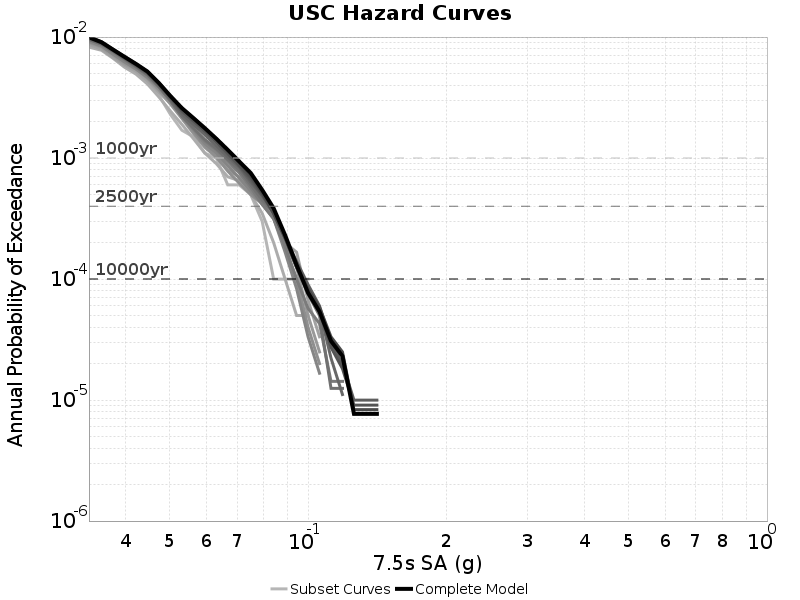 USC Hazard Curves
Annual Probability of Exceedance
10-2
10-3
10-4
10-5
10-6
1000yr
2500yr
10000yr
4 5 6 7 10-1 2 3 4 5 6 7 8 100
7.5s SA (g)
Subset Curves Complete Model